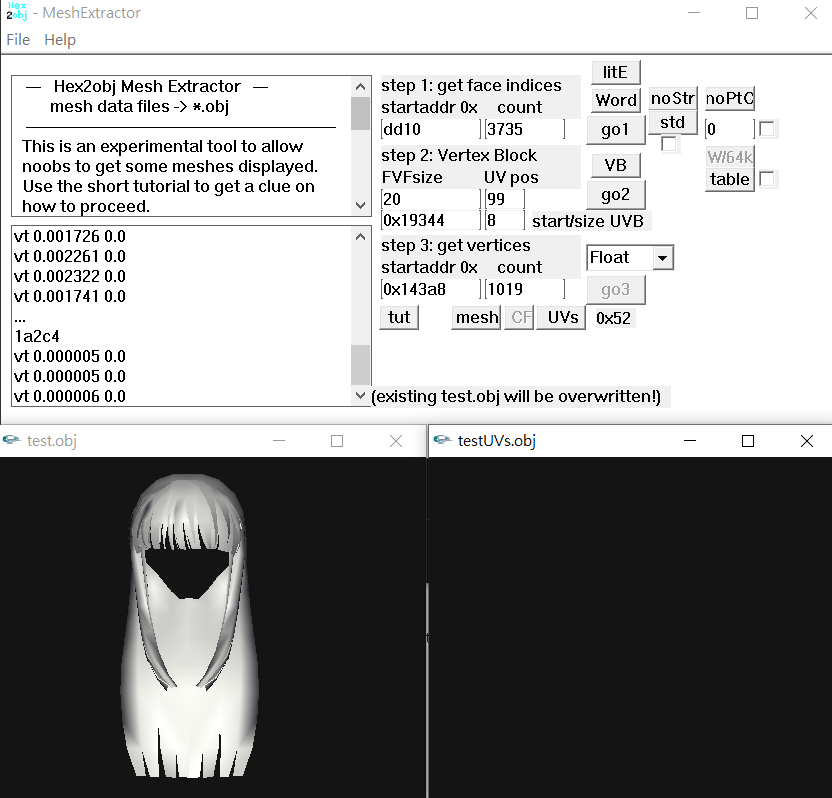 Hex
2obj - MeshExtractor
File Help
— Hex2obj Mesh Extractor —
mesh data files -> *.obj
This is an experimental tool to allow
noobs to get some meshes displayed.
Use the short tutorial to get a clue on
how to proceed.
vt 0.001726 0.0
vt 0.002261 0.0
vt 0.002322 0.0
vt 0.001741 0.0
...
1a2c4
vt 0.000005 0.0
vt 0.000005 0.0
vt 0.000006 0.0
step 1: get face indices
startaddr 0x count
dd10 3735
litE
Word
go1
noStr
std
noPtC
0
W/64k
table
step 2: Vertex Block
FVFsize UV pos
20 99
0x19344 8 start/size UVB
VB
go2
step 3: get vertices
startaddr 0x count
0x143a8 1019
Float
go3
tut mesh CF UVs 0x52
(existing test.obj will be overwritten!)
test.obj
testUVs.obj